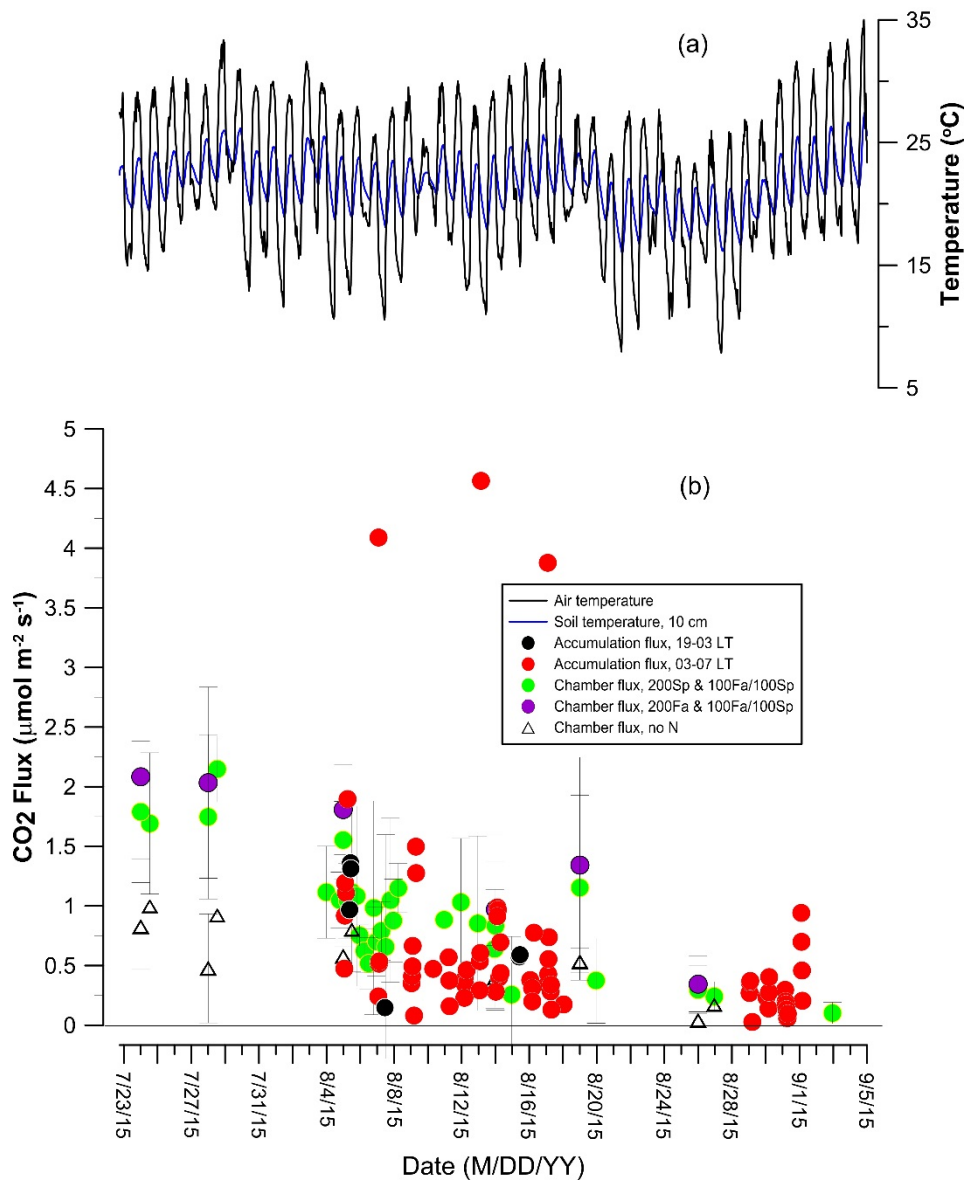 (a)
35
25
15
5
Temperature (°C)
5
4.5
4
3.5
3
2.5
2
1.5
1
0.5
0
CO2 Flux (μmol m⁻² s⁻¹)
(b)
Air temperature
Soil temperature, 10 cm
Accumulation flux, 19-03 LT
Accumulation flux, 03-07 LT
Chamber flux, 200Sp & 100Fa/100Sp
Chamber flux, 200Fa & 100Fa/100Sp
Chamber flux, no N
7/23/15
7/27/15
7/31/15
8/4/15
8/8/15
8/12/15
8/16/15
8/20/15
8/24/15
8/28/15
9/1/15
9/5/15
Date (M/DD/YY)